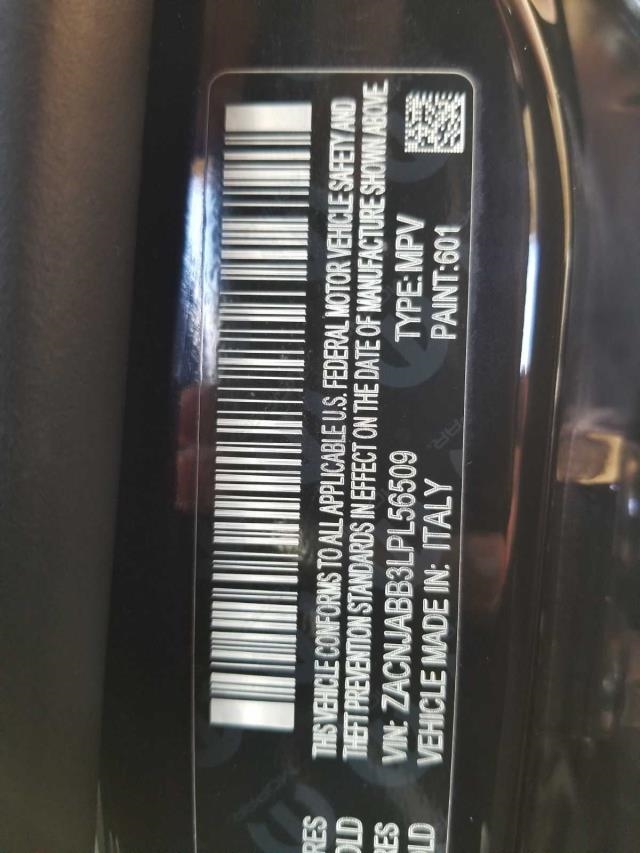 THIS VEHICLE CONFORMS TO ALL APPLICABLE U.S. FEDERAL MOTOR VEHICLE SAFETY AND
THEFT PREVENTION STANDARDS IN EFFECT ON THE DATE OF MANUFACTURE SHOWN ABOVE
VIN: ZACNJABB3LPL56509 TYPE: MPV
VEHICLE MADE IN: ITALY PAINT:601
RES
OLD
RES
OLD